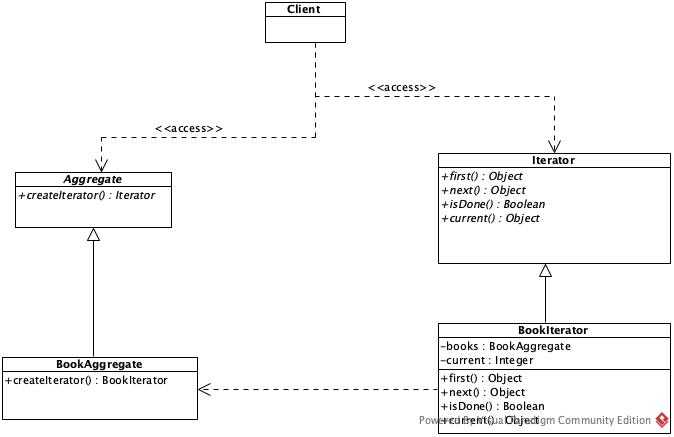 Client
<<access>>
<<access>>
Aggregate
+createIterator() : Iterator
Iterator
+first() : Object
+next() : Object
+isDone() : Boolean
+current() : Object
BookAggregate
+createIterator() : BookIterator
BookIterator
-books : BookAggregate
-current : Integer
+first() : Object
+next() : Object
+isDone() : Boolean
+current() : Object
Powered By Visual Paradigm Community Edition